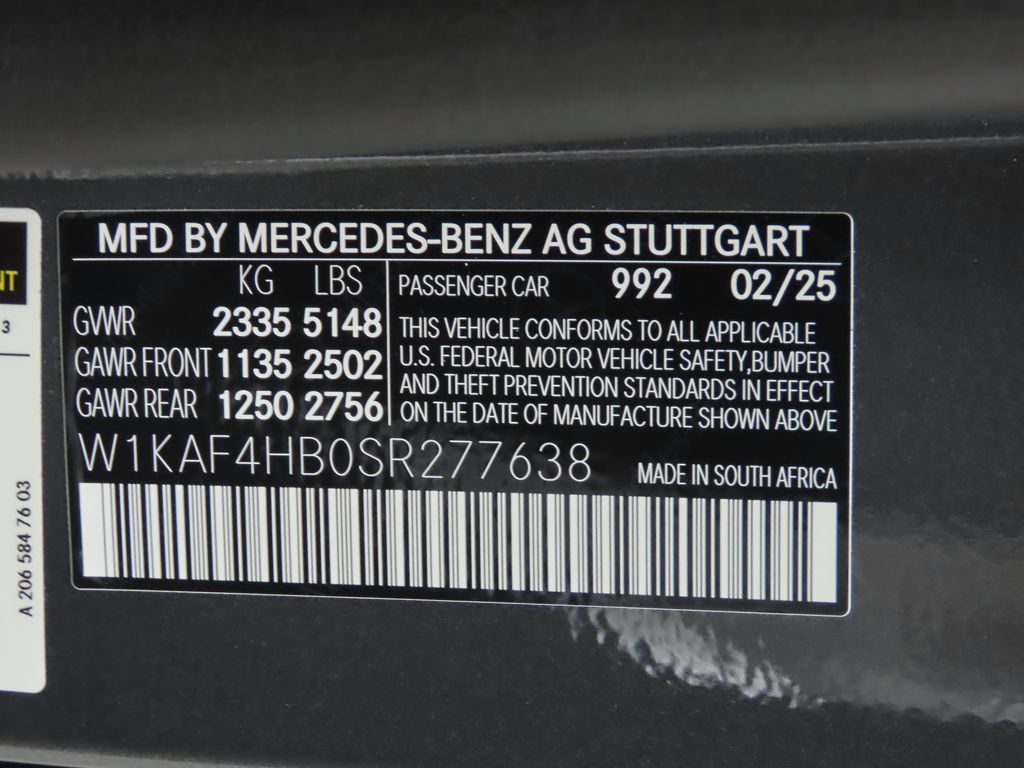 MFD BY MERCEDES-BENZ AG STUTTGART
KG LBS
GVWR 2335 5148
GAWR FRONT 1135 2502
GAWR REAR 1250 2756
PASSENGER CAR 992 02/25
THIS VEHICLE CONFORMS TO ALL APPLICABLE
U.S. FEDERAL MOTOR VEHICLE SAFETY,BUMPER
AND THEFT PREVENTION STANDARDS IN EFFECT
ON THE DATE OF MANUFACTURE SHOWN ABOVE
W1KAF4HB0SR277638
MADE IN SOUTH AFRICA
NT
3
A 206 584 76 03